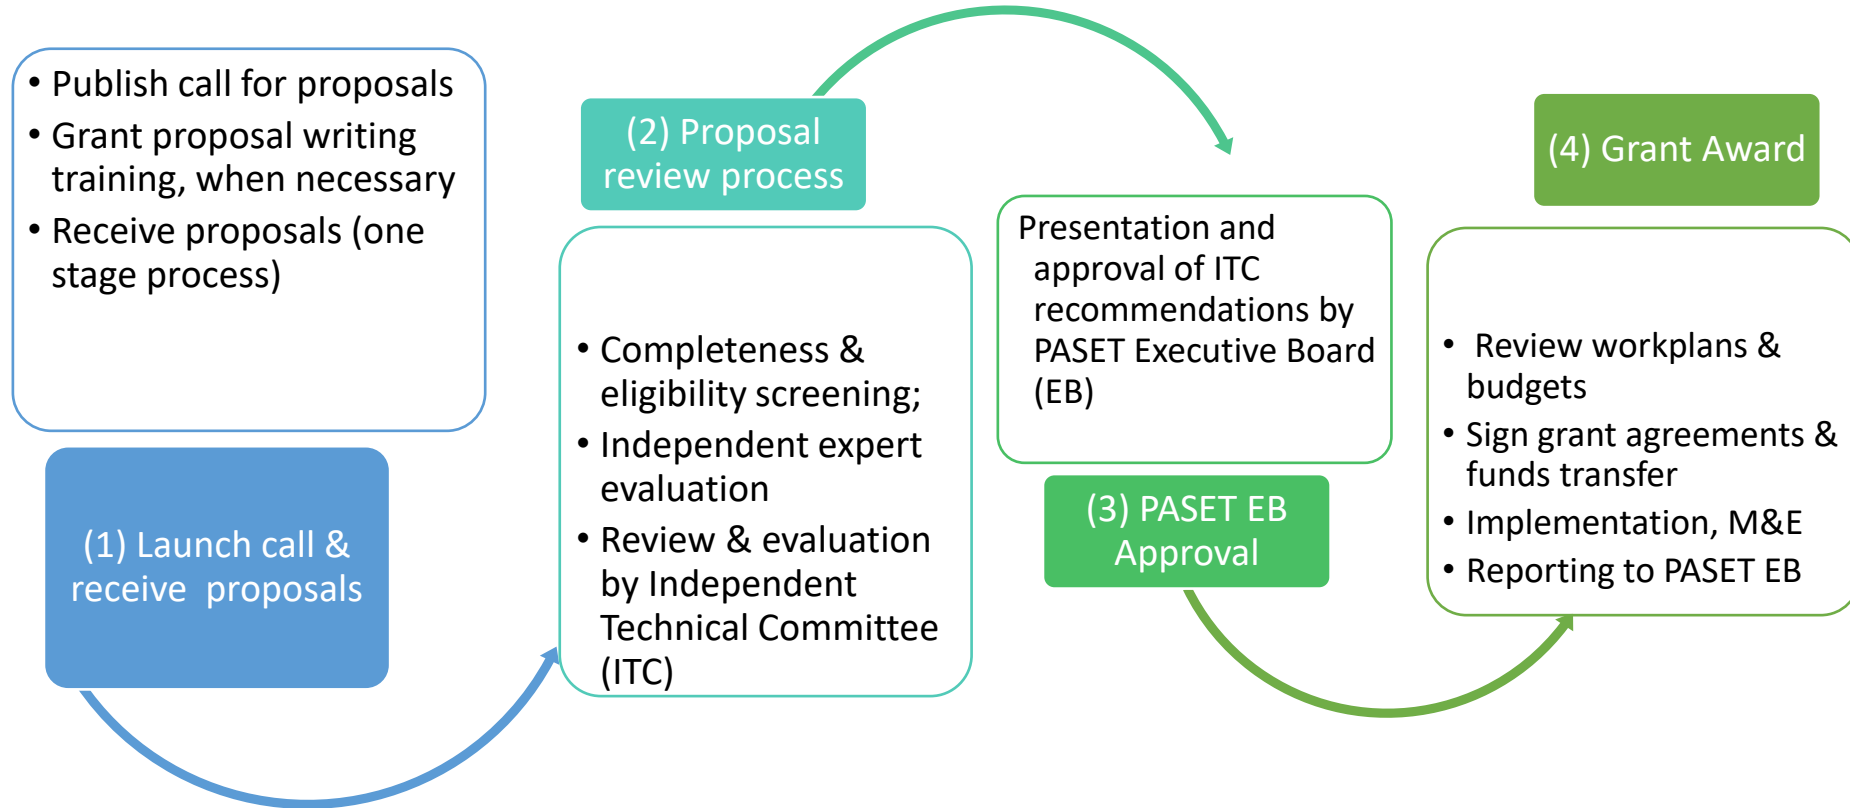 • Publish call for proposals
• Grant proposal writing
training, when necessary
• Receive proposals (one
stage process)
(1) Launch call &
receive proposals
(2) Proposal
review process
• Completeness &
eligibility screening;
• Independent expert
evaluation
• Review & evaluation
by Independent
Technical Committee
(ITC)
Presentation and
approval of ITC
recommendations by
PASET Executive Board
(EB)
(3) PASET EB
Approval
(4) Grant Award
• Review workplans &
budgets
• Sign grant agreements &
funds transfer
• Implementation, M&E
• Reporting to PASET EB